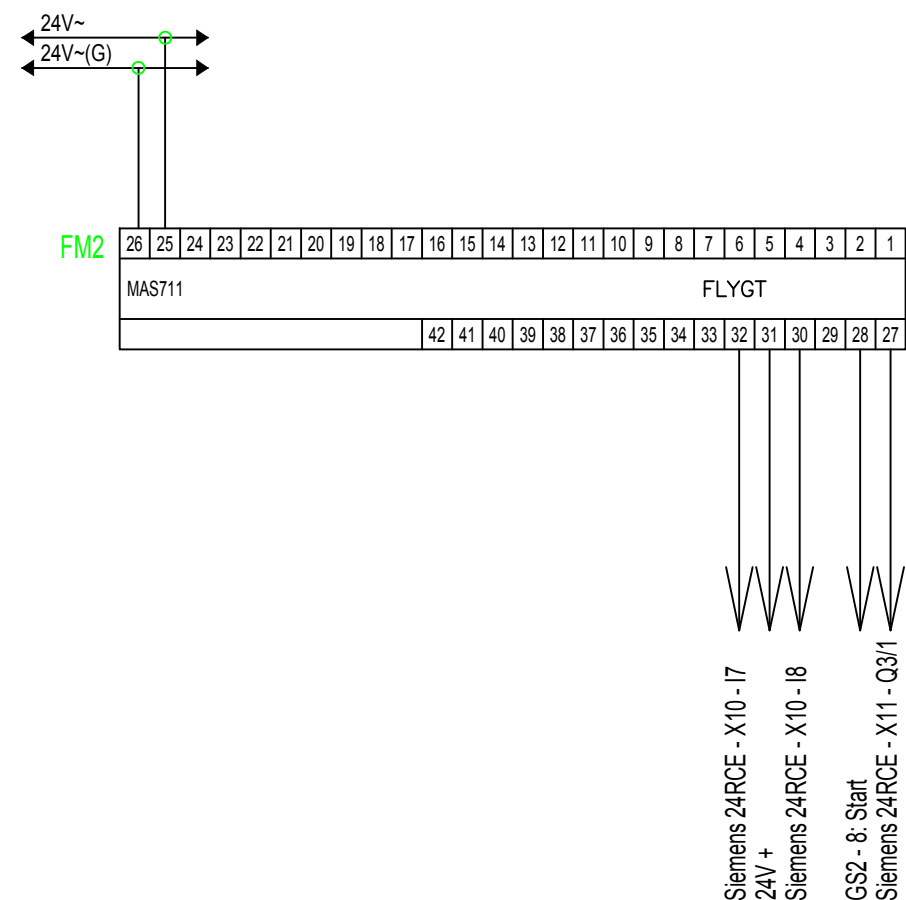 24V~
24V~(G)
FM2
26 25 24 23 22 21 20 19 18 17 16 15 14 13 12 11 10 9 8 7 6 5 4 3 2 1
MAS711 FLYGT
42 41 40 39 38 37 36 35 34 33 32 31 30 29 28 27
Siemens 24RCE - X10 - I7
24V +
Siemens 24RCE - X10 - I8
GS2 - 8: Start
Siemens 24RCE - X11 - Q3/1